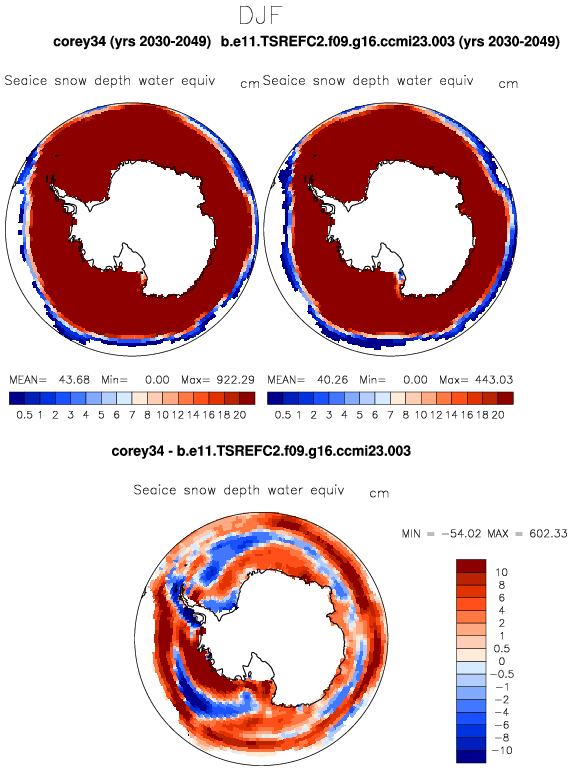 DJF
corey34 (yrs 2030-2049) b.e11.TSREFC2.f09.g16.ccmi23.003 (yrs 2030-2049)
Seaice snow depth water equiv cm Seaice snow depth water equiv cm
MEAN= 43.68 Min= 0.00 Max= 922.29 MEAN= 40.26 Min= 0.00 Max= 443.03
0.5 1 2 3 4 5 6 7 8 10 12 14 16 18 20 0.5 1 2 3 4 5 6 7 8 10 12 14 16 18 20
corey34 - b.e11.TSREFC2.f09.g16.ccmi23.003
Seaice snow depth water equiv cm
MIN = -54.02 MAX = 602.33
10
8
6
4
2
1
0.5
0
-0.5
-1
-2
-4
-6
-8
-10